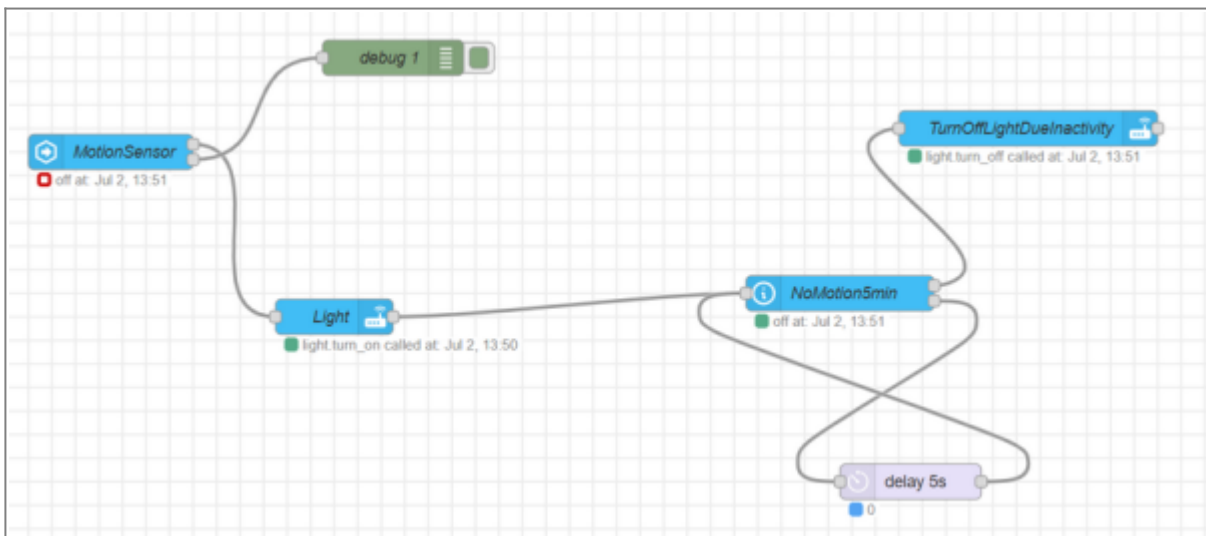 debug 1
MotionSensor
off at: Jul 2, 13:51
TurnOffLightDueInactivity
light.turn_off called at: Jul 2, 13:51
Light
light.turn_on called at: Jul 2, 13:50
NoMotion5min
off at: Jul 2, 13:51
delay 5s
0